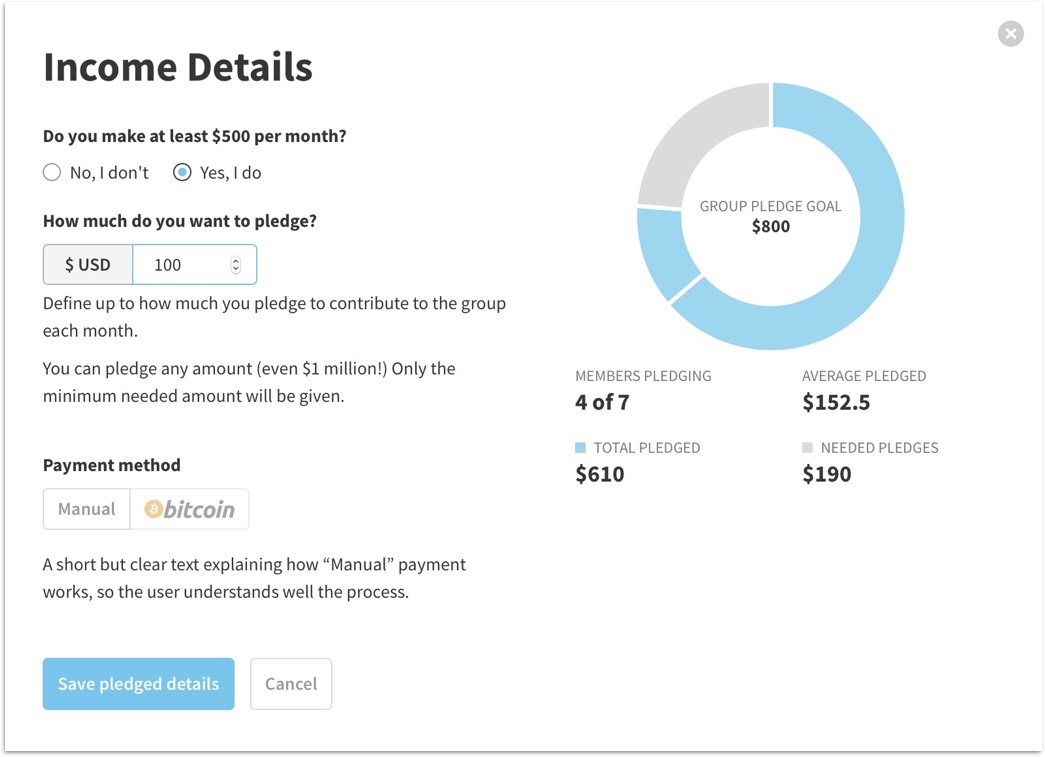 Income Details
Do you make at least $500 per month?
No, I don't
Yes, I do
How much do you want to pledge?
$ USD
100
Define up to how much you pledge to contribute to the group
each month.
You can pledge any amount (even $1 million!) Only the
minimum needed amount will be given.
Payment method
Manual
bitcoin
A short but clear text explaining how “Manual” payment
works, so the user understands well the process.
Save pledged details
Cancel
GROUP PLEDGE GOAL
$800
MEMBERS PLEDGING
4 of 7
AVERAGE PLEDGED
$152.5
TOTAL PLEDGED
$610
NEEDED PLEDGES
$190